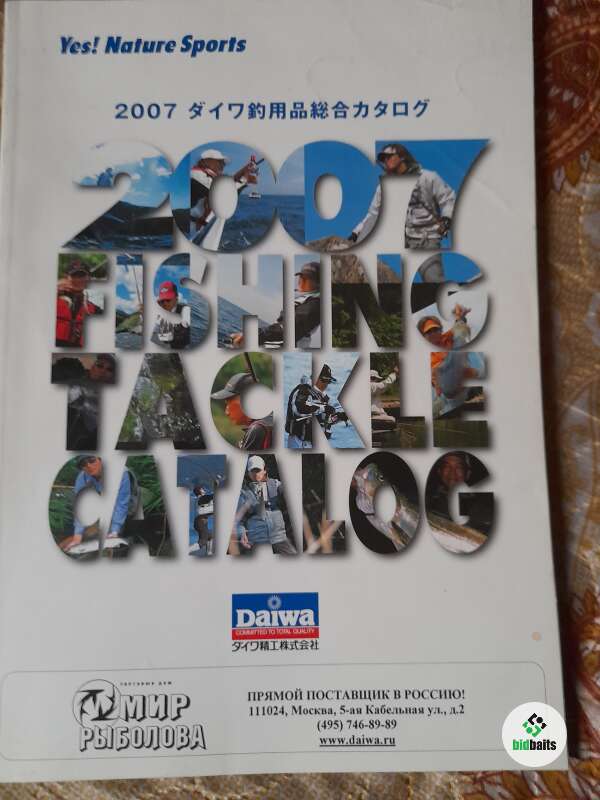 Yes! Nature Sports
2007 ダイワ釣用品総合カタログ
2007
FISHING
TACKLE
CATALOG
DAIWA
COMMITTED TO TOTAL QUALITY
ダイワ精工株式会社
ТОРГОВЫЙ ДОМ
МИР
РЫБОЛОВА
ПРЯМОЙ ПОСТАВЩИК В РОССИЮ!
111024, Москва, 5-ая Кабельная ул., д.2
(495) 746-89-89
www.daiwa.ru
bidbaits